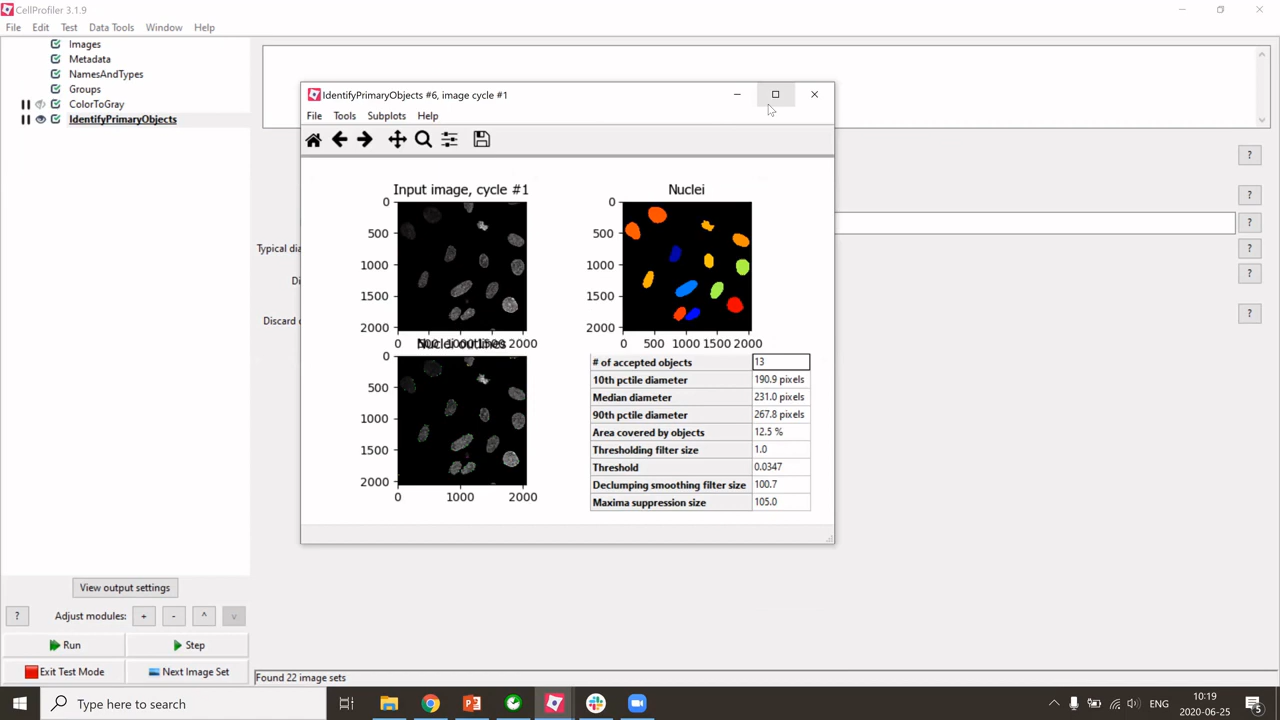 CellProfiler 3.1.9
File Edit Test Data Tools Window Help
Images
Metadata
NamesAndTypes
Groups
ColorToGray
IdentifyPrimaryObjects
?
?
?
Typical dia
?
Di
?
Discard o
?
IdentifyPrimaryObjects #6, image cycle #1
File Tools Subplots Help
Input image, cycle #1
0
500
1000
1500
2000
0 500 1000 1500 2000
Nuclei
0
500
1000
1500
2000
0 500 1000 1500 2000
Nuclei outlines
0
500
1000
1500
2000
0 1000 2000
# of accepted objects 13
10th pctile diameter 190.9 pixels
Median diameter 231.0 pixels
90th pctile diameter 267.8 pixels
Area covered by objects 12.5 %
Thresholding filter size 1.0
Threshold 0.0347
Declumping smoothing filter size 100.7
Maxima suppression size 105.0
View output settings
? Adjust modules: + - ^ v
Run Step
Exit Test Mode Next Image Set
Found 22 image sets
Type here to search
10:19
2020-06-25
5